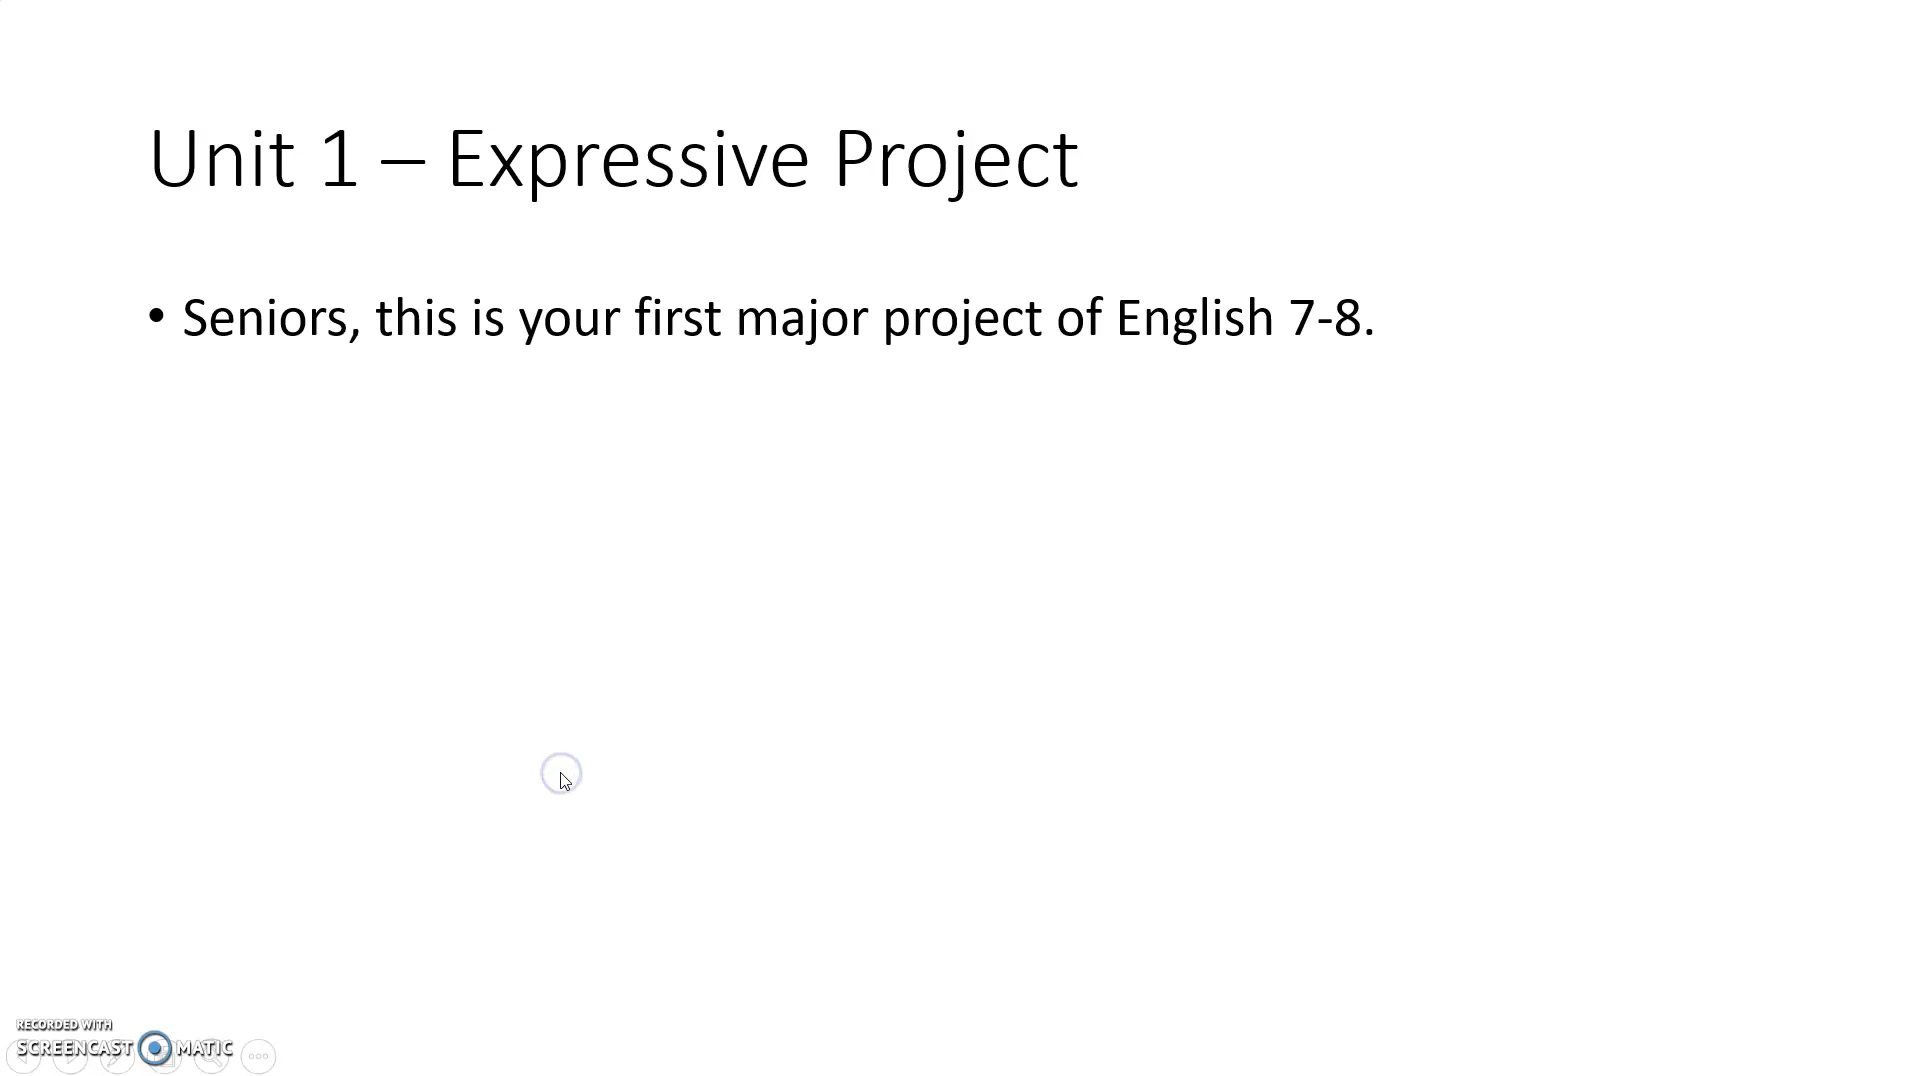 Unit 1 – Expressive Project
• Seniors, this is your first major project of English 7-8.
RECORDED WITH
SCREENCAST MATIC